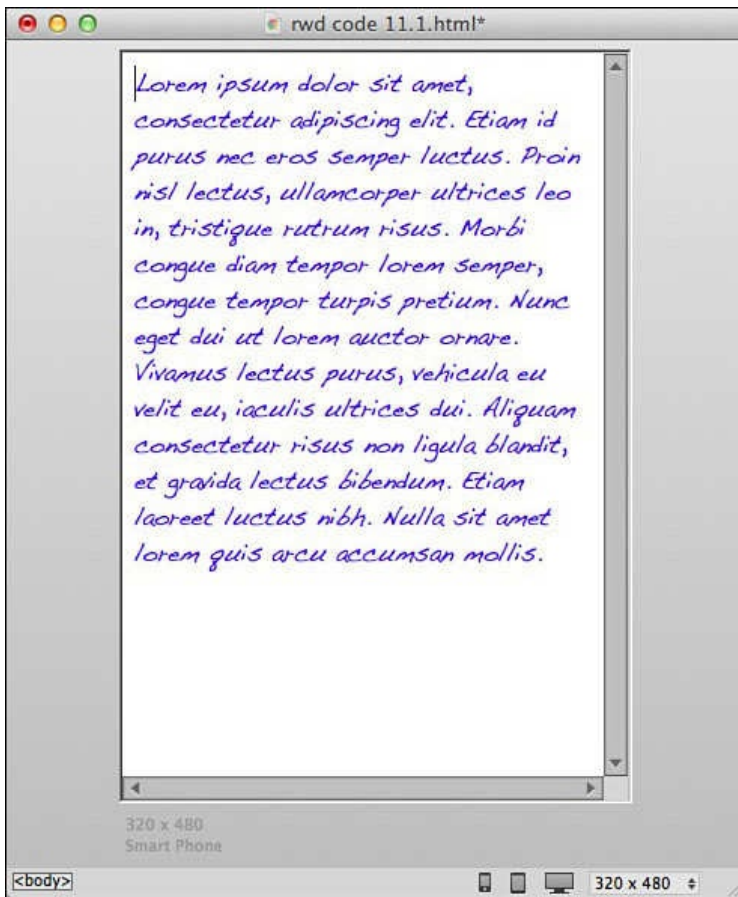 rwd code 11.1.html*
Lorem ipsum dolor sit amet,
consectetur adipiscing elit. Etiam id
purus nec eros semper luctus. Proin
nisl lectus, ullamcorper ultrices leo
in, tristique rutrum risus. Morbi
congue diam tempor lorem semper,
congue tempor turpis pretium. Nunc
eget dui ut lorem auctor ornare.
Vivamus lectus purus, vehicula eu
velit eu, iaculis ultrices dui. Aliquam
consectetur risus non ligula blandit,
et gravida lectus bibendum. Etiam
laoreet luctus nibh. Nulla sit amet
lorem quis arcu accumsan mollis.
320 x 480
Smart Phone
<body> 320 x 480